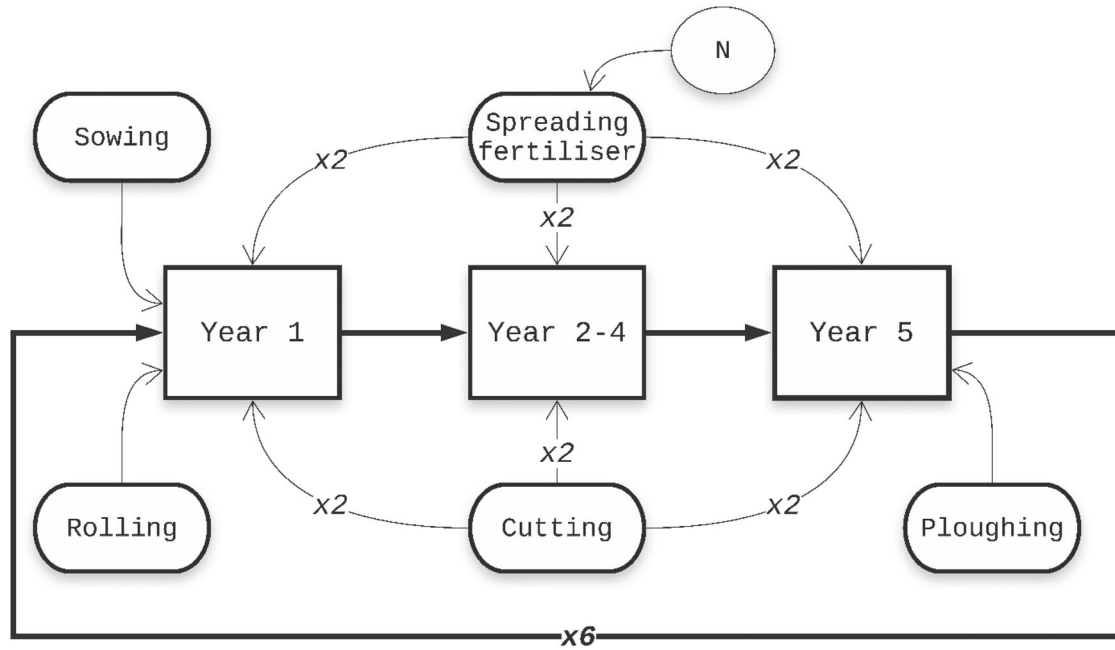 N
Sowing
Spreading
fertiliser
x2
x2
x2
Year 1
Year 2-4
Year 5
x2
x2
x2
Rolling
Cutting
Ploughing
x6